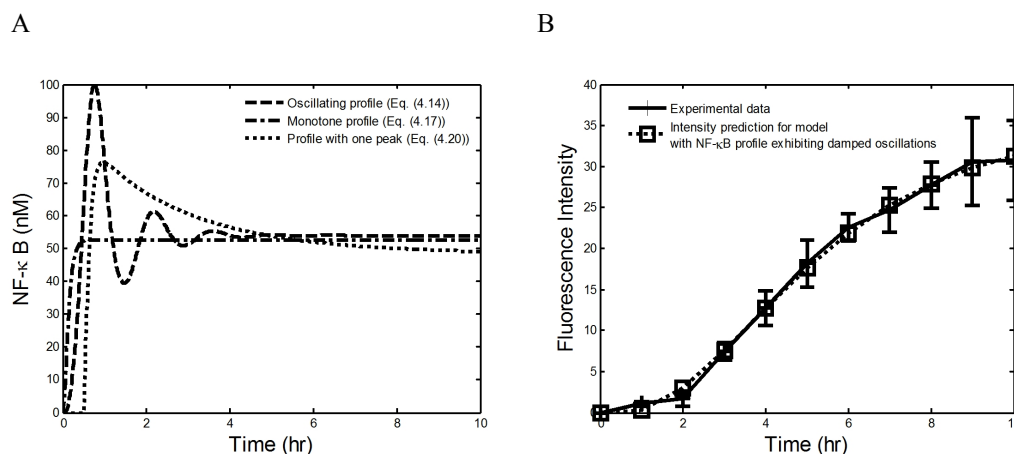 A
B
100
90
80
70
60
50
40
30
20
10
0
NF-κ B (nM)
Oscillating profile (Eq. (4.14))
Monotone profile (Eq. (4.17))
Profile with one peak (Eq. (4.20))
0 2 4 6 8 10
Time (hr)
40
35
30
25
20
15
10
5
0
Fluorescence Intensity
Experimental data
Intensity prediction for model
with NF-κB profile exhibiting damped oscillations
0 2 4 6 8 1
Time (hr)